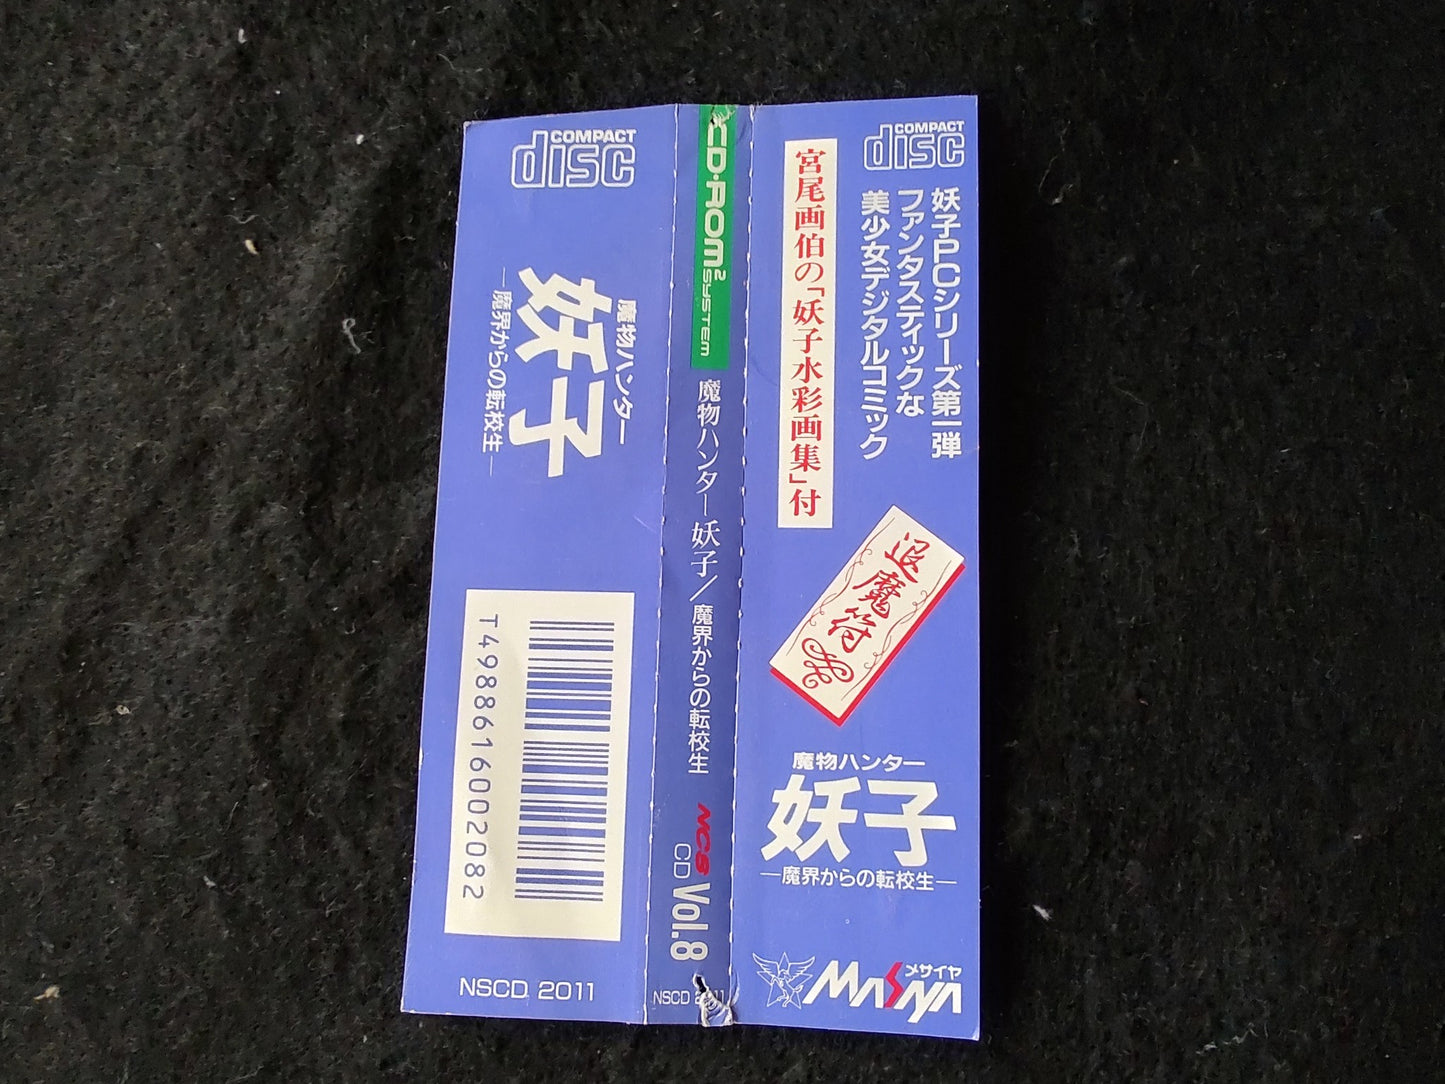 COMPACT
disc
魔物ハンター
妖子
―魔界からの転校生―
T4988616002082
NSCD 2011
CD・ROM² SYSTEM
魔物ハンター妖子／魔界からの転校生
NCS
CD Vol.8
NSCD 2011
COMPACT
disc
妖子PCシリーズ第一弾
ファンタスティックな
美少女デジタルコミック
宮尾画伯の「妖子水彩画集」付
退魔符
魔物ハンター
妖子
―魔界からの転校生―
メサイヤ
MASAYA